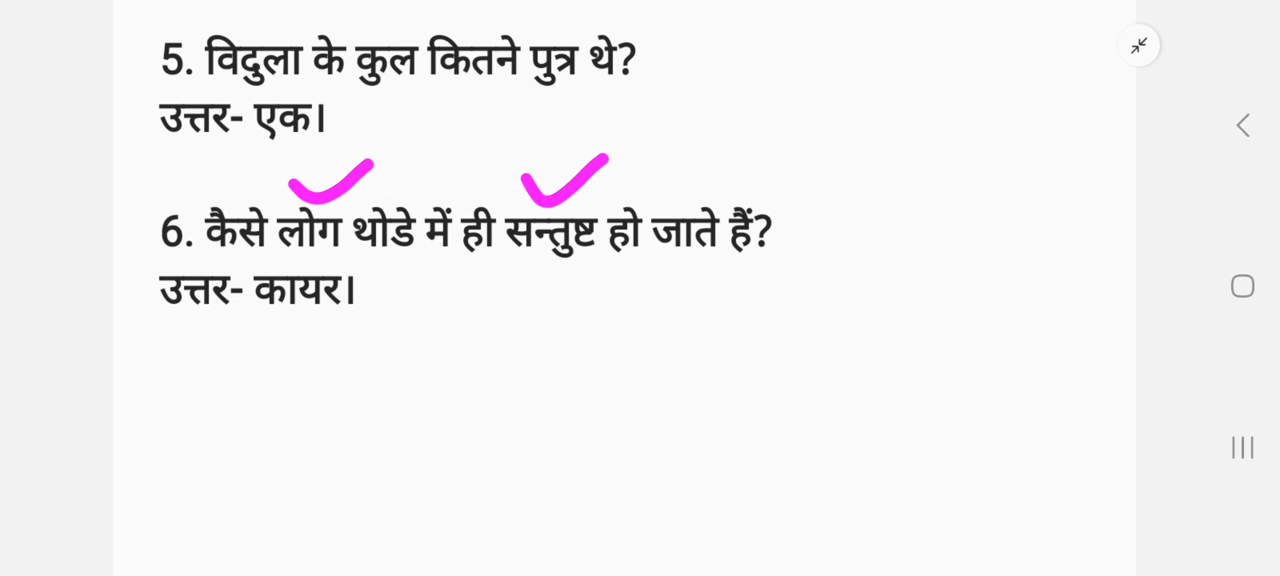 5. विदुला के कुल कितने पुत्र थे?
उत्तर- एक।
6. कैसे लोग थोडे में ही सन्तुष्ट हो जाते हैं?
उत्तर- कायर।